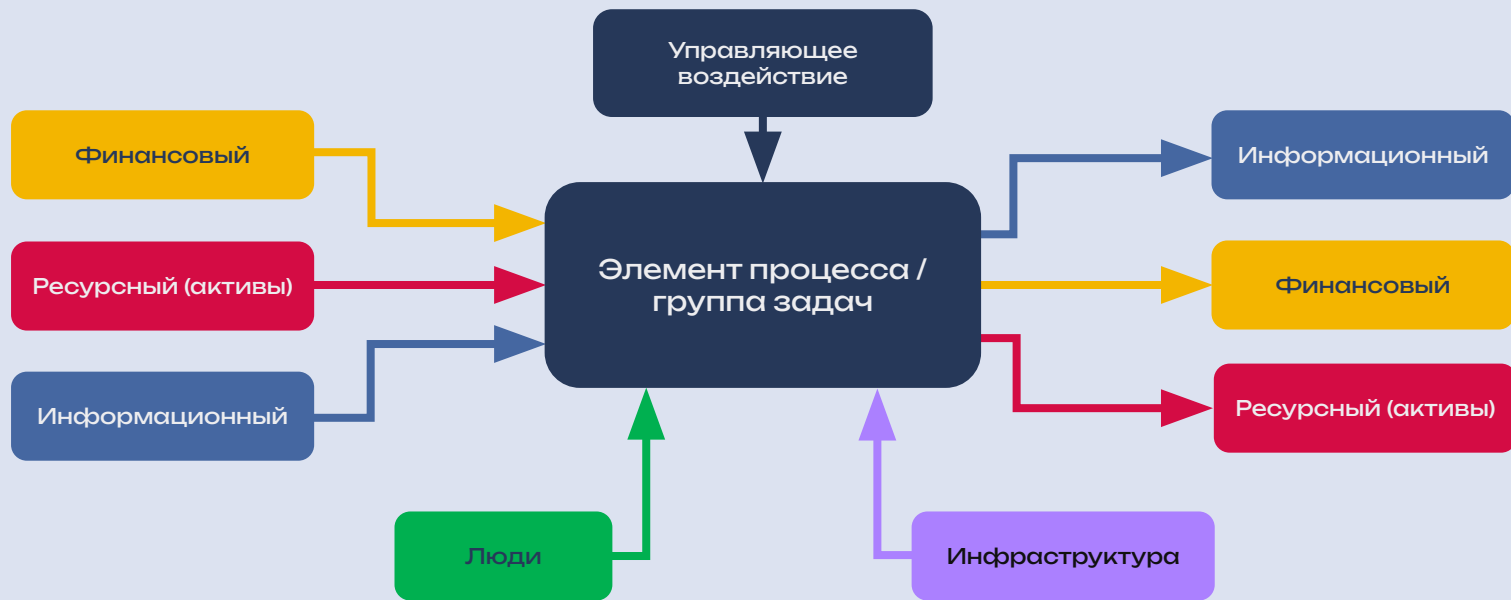 Управляющее
воздействие
Финансовый
Информационный
Ресурсный (активы)
Элемент процесса /
группа задач
Финансовый
Информационный
Ресурсный (активы)
Люди
Инфраструктура